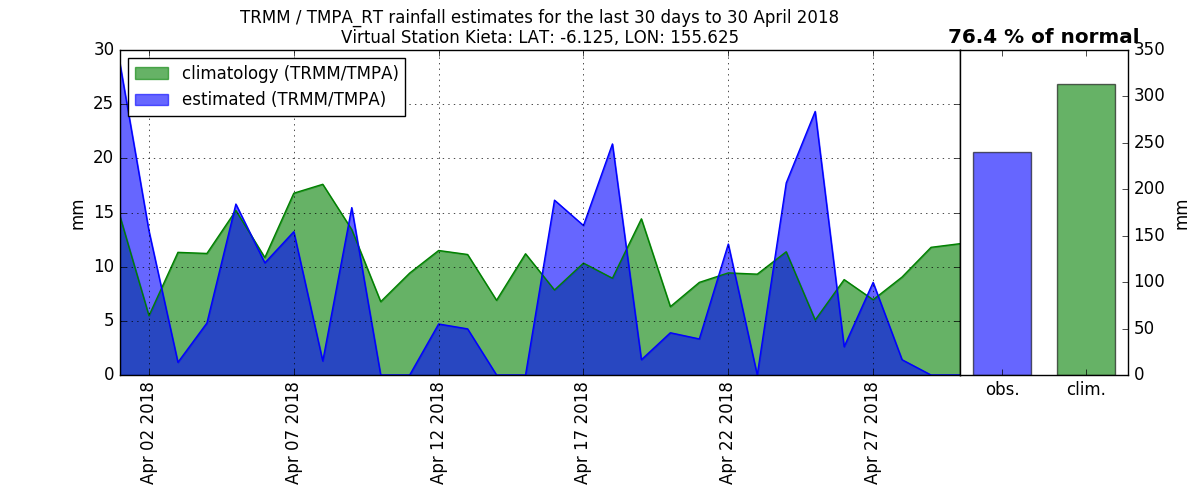 TRMM / TMPA_RT rainfall estimates for the last 30 days to 30 April 2018
Virtual Station Kieta: LAT: -6.125, LON: 155.625
76.4 % of normal
climatology (TRMM/TMPA)
estimated (TRMM/TMPA)
30
25
20
15
10
5
0
mm
Apr 02 2018
Apr 07 2018
Apr 12 2018
Apr 17 2018
Apr 22 2018
Apr 27 2018
350
300
250
200
150
100
50
0
mm
obs.
clim.